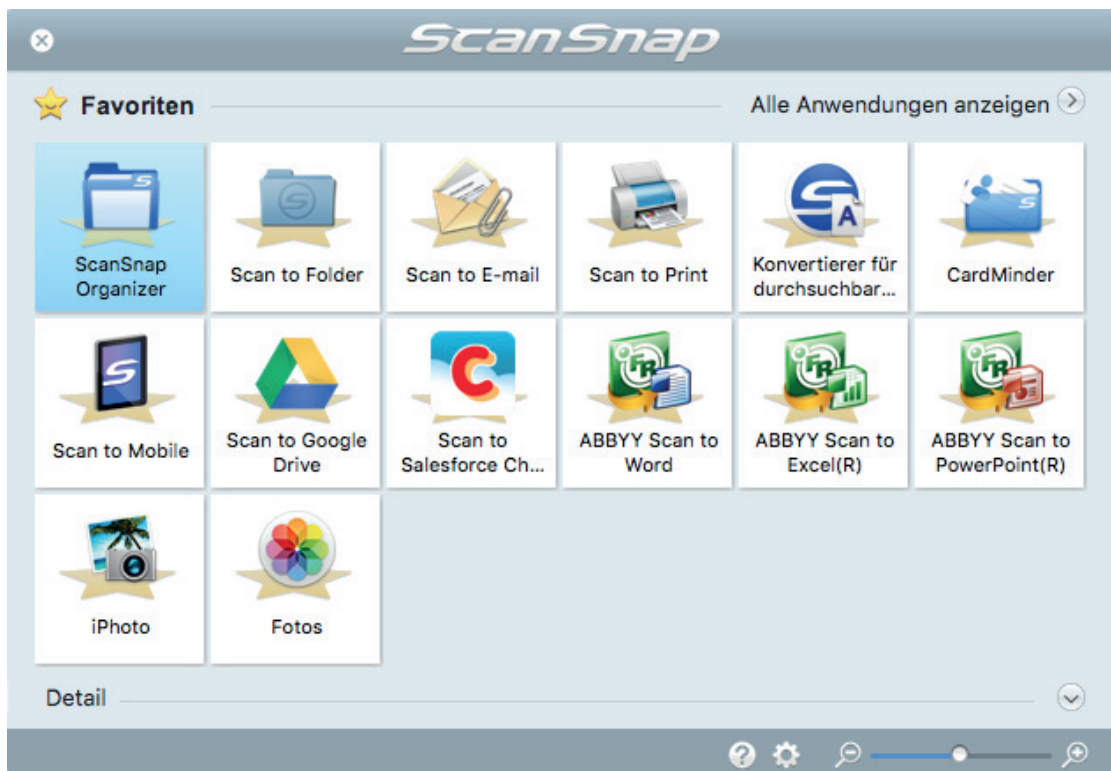 ScanSnap
Favoriten
Alle Anwendungen anzeigen
ScanSnap
Organizer
Scan to Folder
Scan to E-mail
Scan to Print
Konvertierer für
durchsuchbar...
CardMinder
Scan to Mobile
Scan to Google
Drive
Scan to
Salesforce Ch...
ABBYY Scan to
Word
ABBYY Scan to
Excel(R)
ABBYY Scan to
PowerPoint(R)
iPhoto
Fotos
Detail